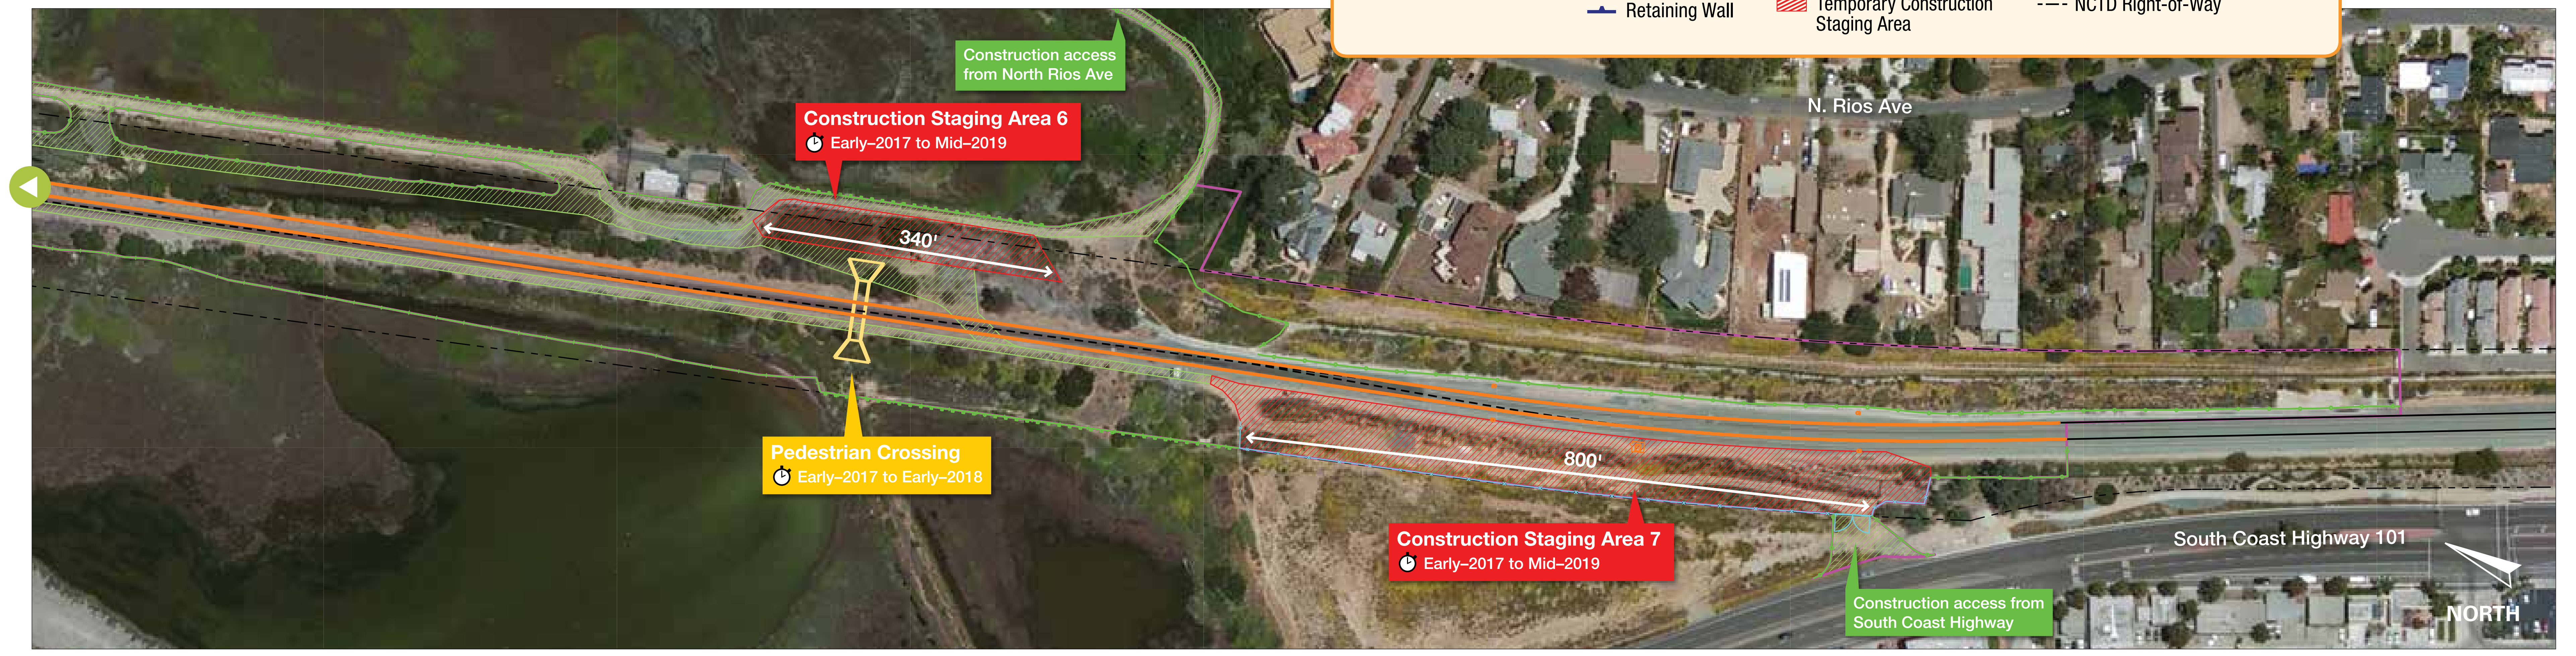 Retaining Wall
Temporary Construction
Staging Area
NCTD Right-of-Way
Construction access
from North Rios Ave
N. Rios Ave
Construction Staging Area 6
Early–2017 to Mid–2019
340'
Pedestrian Crossing
Early–2017 to Early–2018
800'
Construction Staging Area 7
Early–2017 to Mid–2019
South Coast Highway 101
Construction access from
South Coast Highway
NORTH